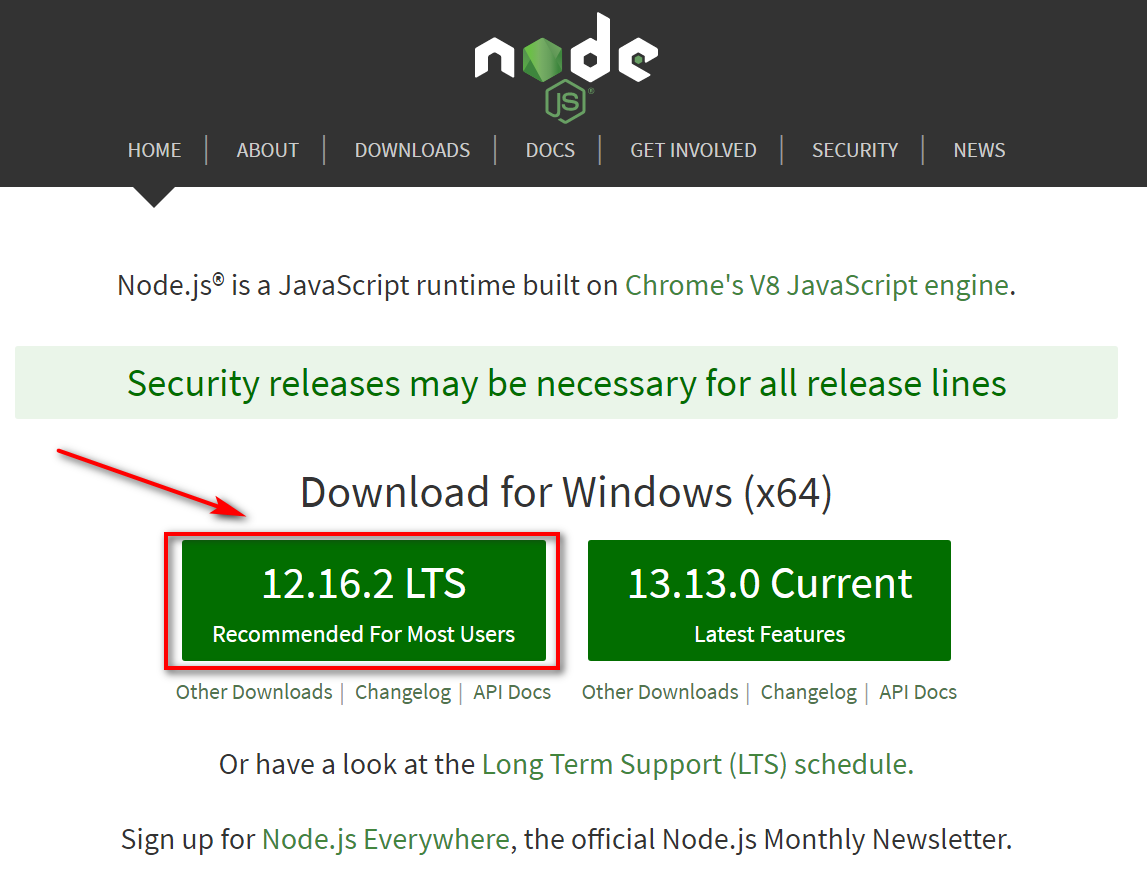 node
JS®
HOME | ABOUT | DOWNLOADS | DOCS | GET INVOLVED | SECURITY | NEWS
Node.js® is a JavaScript runtime built on Chrome's V8 JavaScript engine.
Security releases may be necessary for all release lines
Download for Windows (x64)
12.16.2 LTS
Recommended For Most Users
13.13.0 Current
Latest Features
Other Downloads | Changelog | API Docs
Other Downloads | Changelog | API Docs
Or have a look at the Long Term Support (LTS) schedule.
Sign up for Node.js Everywhere, the official Node.js Monthly Newsletter.